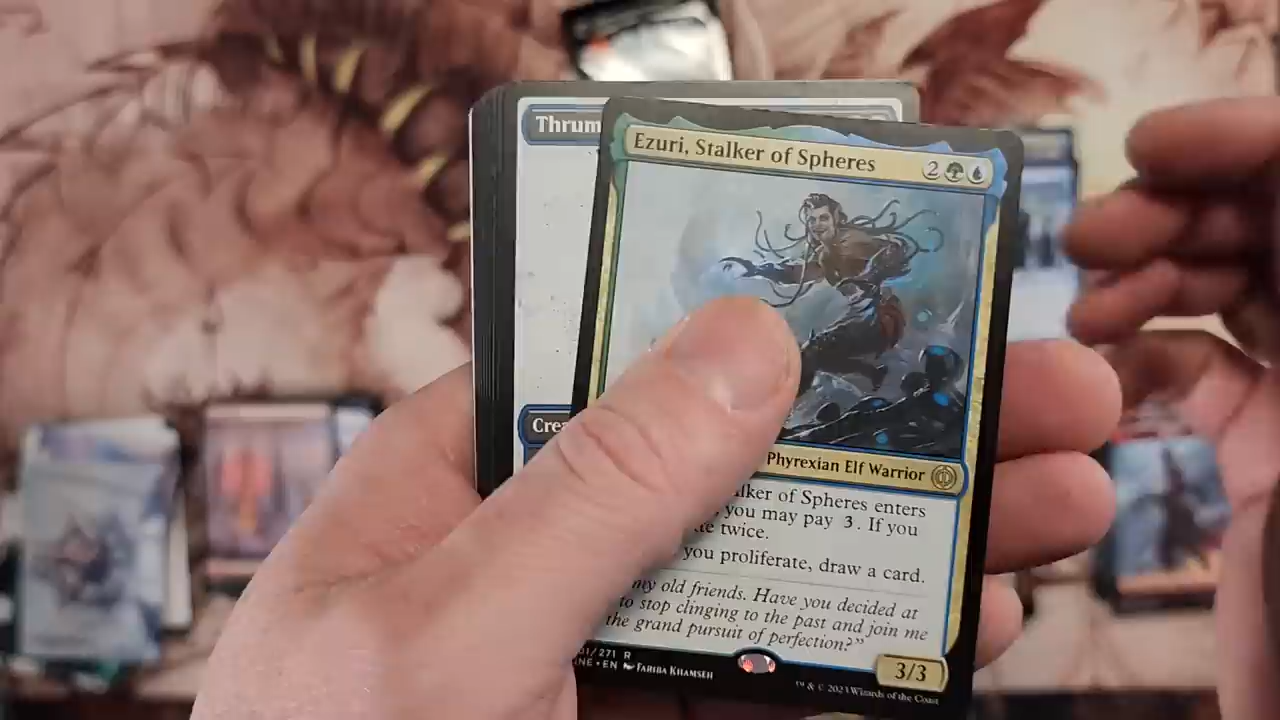 Thrum
Ezuri, Stalker of Spheres
2
Crea
Phyrexian Elf Warrior
alker of Spheres enters
, you may pay 3. If you
te twice.
you proliferate, draw a card.
my old friends. Have you decided at
to stop clinging to the past and join me
the grand pursuit of perfection?"
01/271 R
NE • EN Fariba Khamseh
3/3
™ & © 2023 Wizards of the Coast